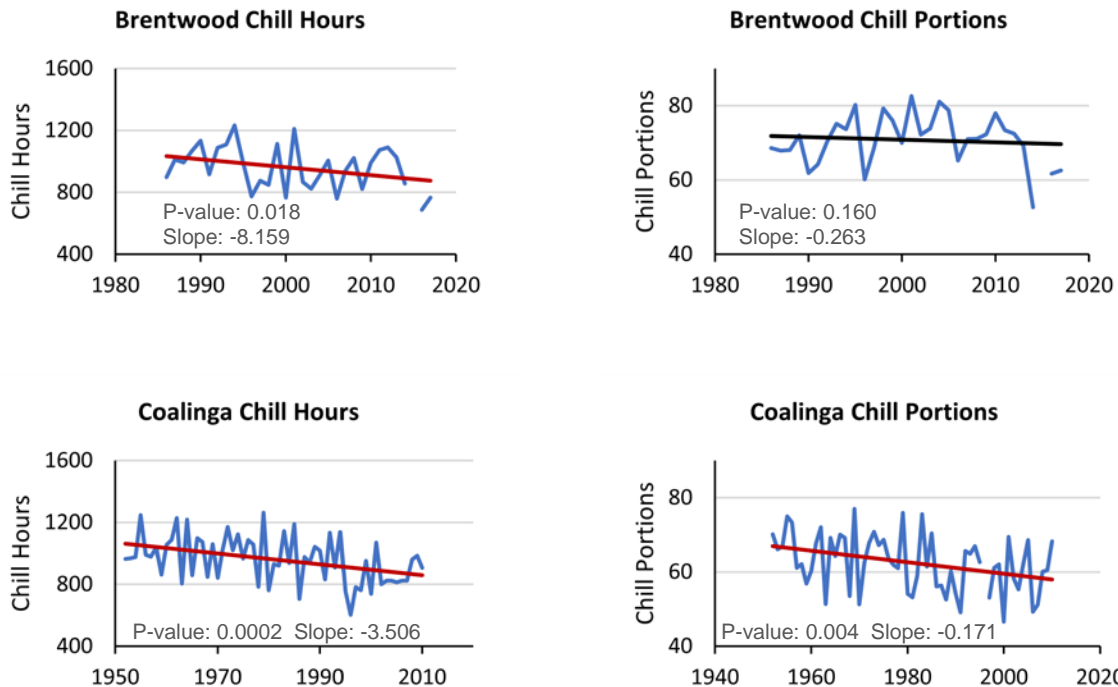 Brentwood Chill Hours
Chill Hours
1600
1200
800
400
P-value: 0.018
Slope: -8.159
1980 1990 2000 2010 2020
Brentwood Chill Portions
Chill Portions
80
60
40
P-value: 0.160
Slope: -0.263
1980 1990 2000 2010 2020
Coalinga Chill Hours
Chill Hours
1600
1200
800
400
P-value: 0.0002 Slope: -3.506
1950 1970 1990 2010
Coalinga Chill Portions
Chill Portions
80
60
40
P-value: 0.004 Slope: -0.171
1940 1960 1980 2000 202